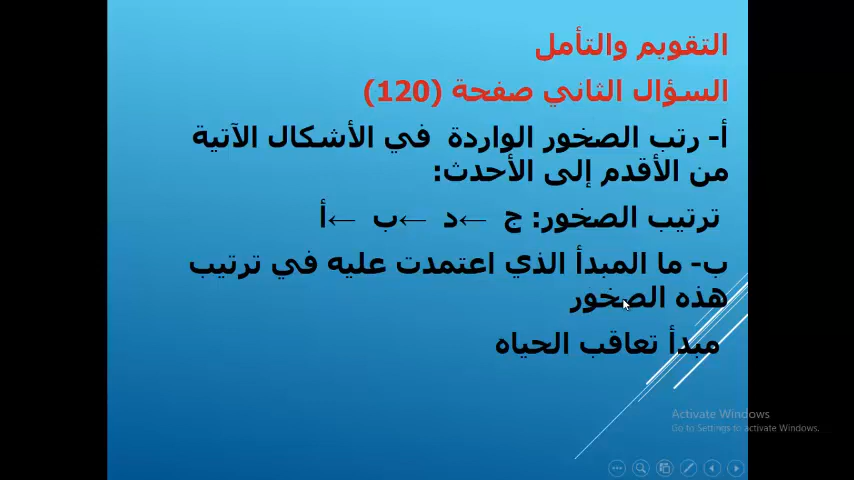 التقويم والتأمل
السؤال الثاني صفحة (120)
أ- رتب الصخور الواردة في الأشكال الآتية
من الأقدم إلى الأحدث:
ترتيب الصخور: ج ←د ←ب ←أ
ب- ما المبدأ الذي اعتمدت عليه في ترتيب
هذه الصخور
مبدأ تعاقب الحياه
Activate Windows
Go to Settings to activate Windows.